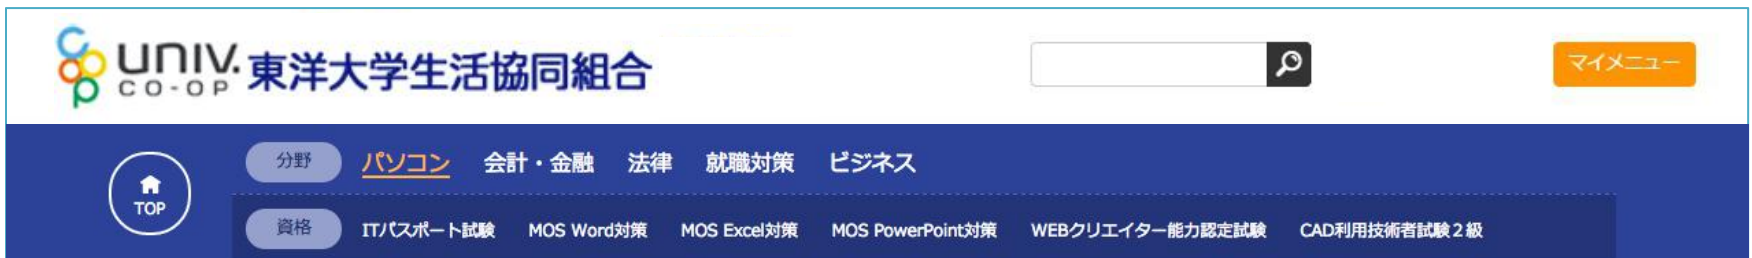 UNIV. CO-OP 東洋大学生活協同組合
マイメニュー
TOP
分野 パソコン 会計・金融 法律 就職対策 ビジネス
資格 ITパスポート試験 MOS Word対策 MOS Excel対策 MOS PowerPoint対策 WEBクリエイター能力認定試験 CAD利用技術者試験２級